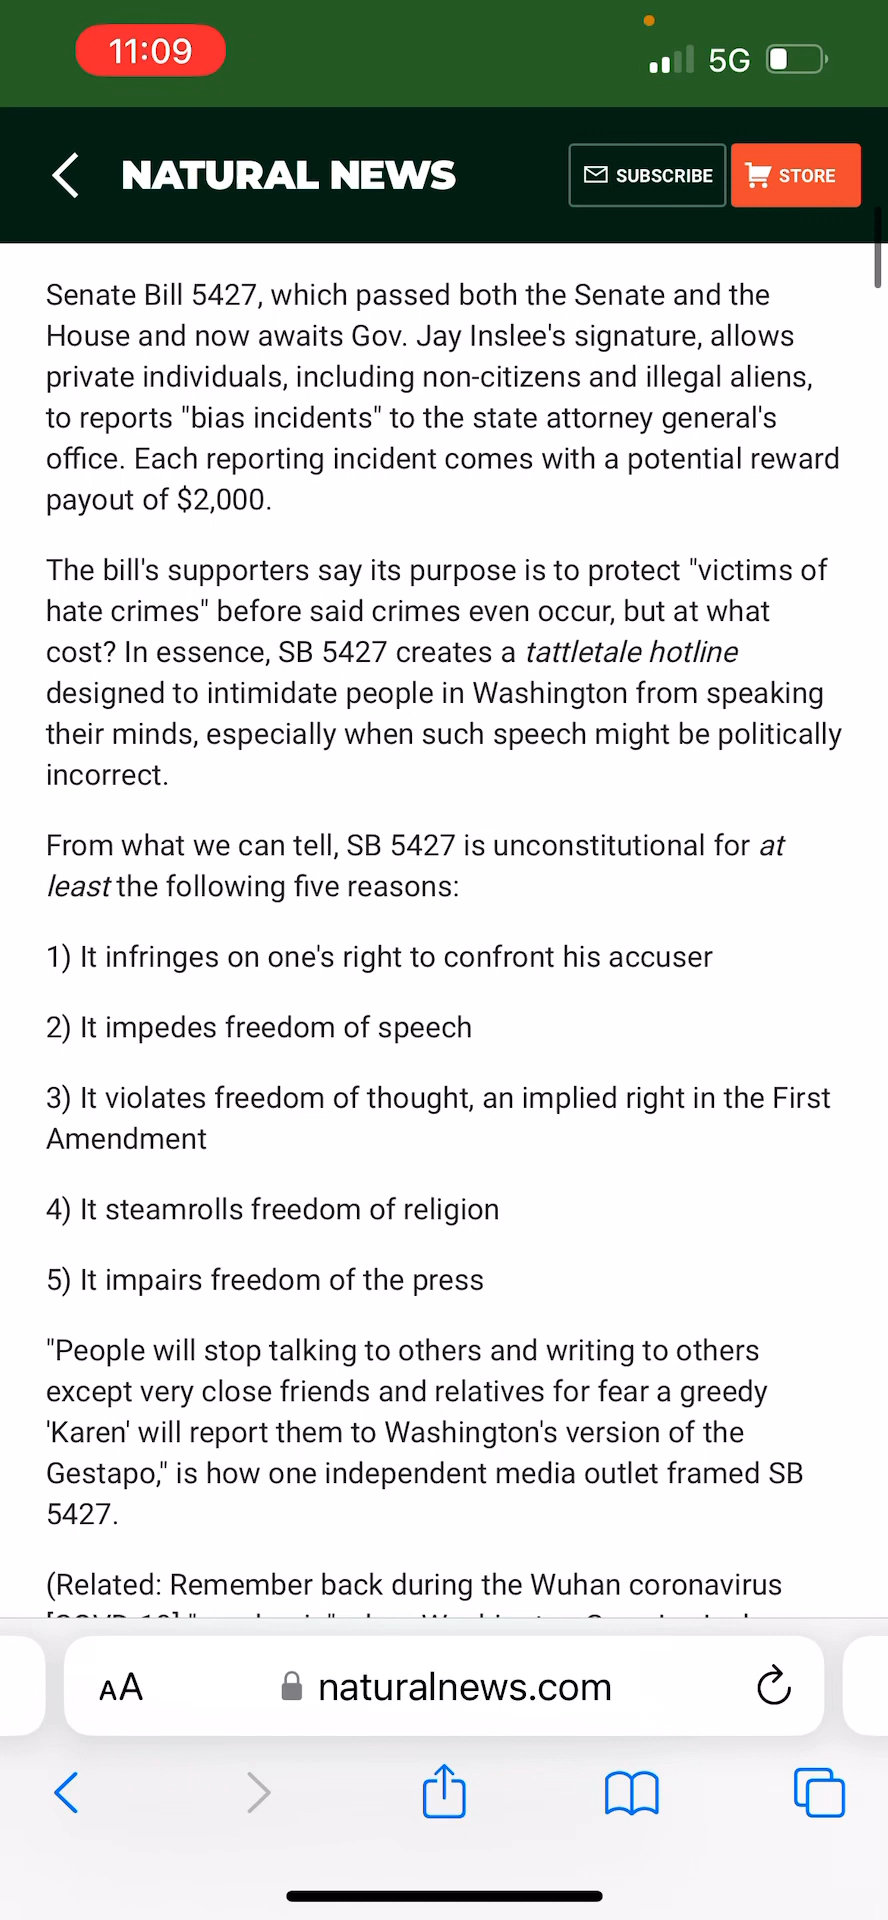 11:09
5G
NATURAL NEWS
SUBSCRIBE
STORE
Senate Bill 5427, which passed both the Senate and the
House and now awaits Gov. Jay Inslee's signature, allows
private individuals, including non-citizens and illegal aliens,
to reports "bias incidents" to the state attorney general's
office. Each reporting incident comes with a potential reward
payout of $2,000.
The bill's supporters say its purpose is to protect "victims of
hate crimes" before said crimes even occur, but at what
cost? In essence, SB 5427 creates a tattletale hotline
designed to intimidate people in Washington from speaking
their minds, especially when such speech might be politically
incorrect.
From what we can tell, SB 5427 is unconstitutional for at
least the following five reasons:
1) It infringes on one's right to confront his accuser
2) It impedes freedom of speech
3) It violates freedom of thought, an implied right in the First
Amendment
4) It steamrolls freedom of religion
5) It impairs freedom of the press
"People will stop talking to others and writing to others
except very close friends and relatives for fear a greedy
'Karen' will report them to Washington's version of the
Gestapo," is how one independent media outlet framed SB
5427.
(Related: Remember back during the Wuhan coronavirus
AA
naturalnews.com